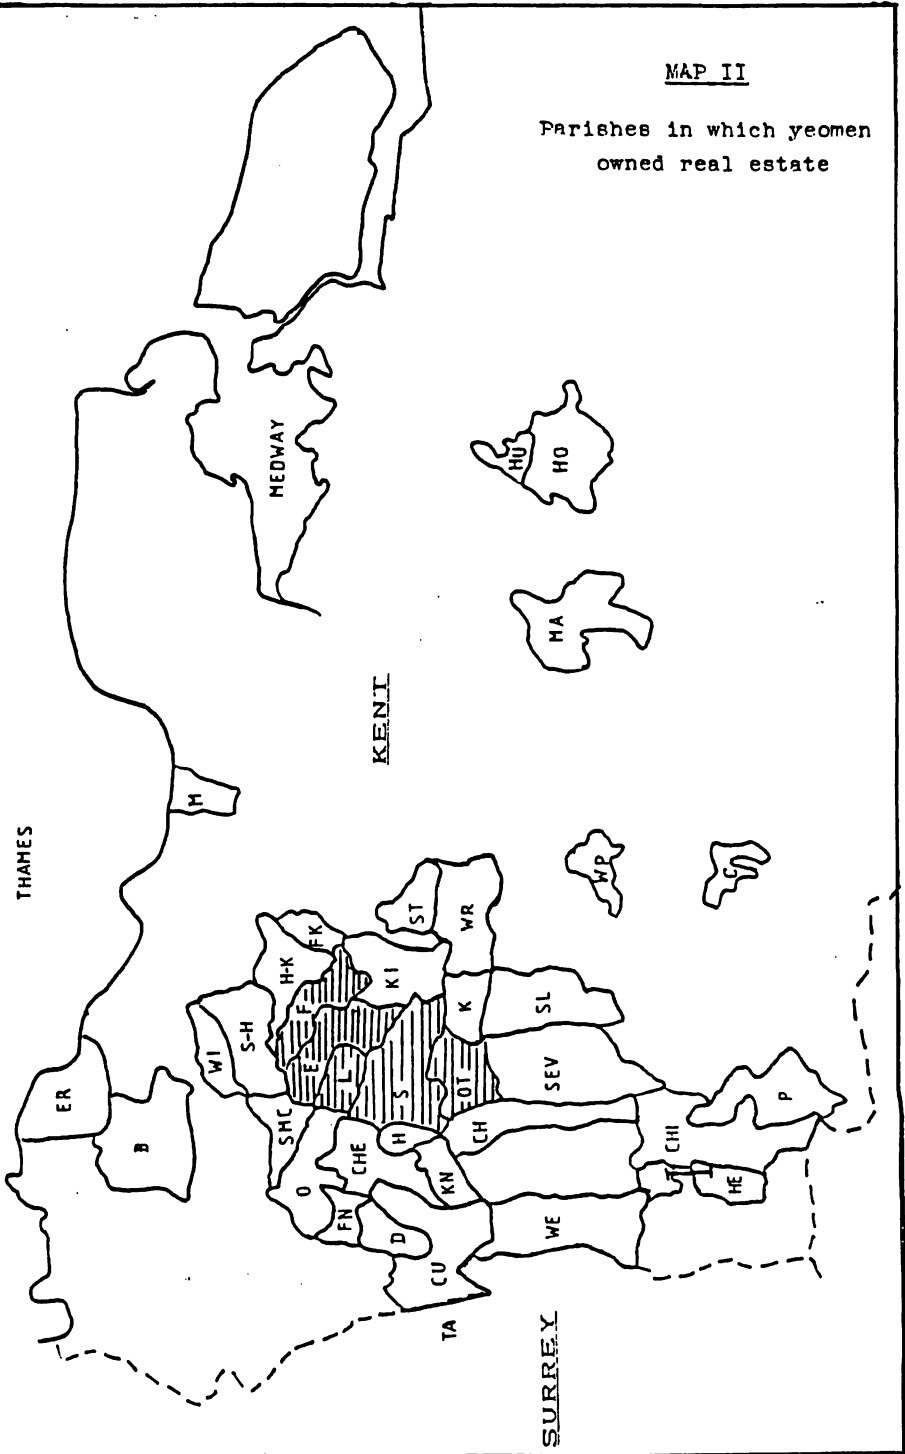 MAP II
Parishes in which yeomen
owned real estate
THAMES
MEDWAY
KENT
SURREY
HU
HO
MA
M
WP
C
ST
WR
FK
H-K
KI
K
SL
F
S-H
WI
E
L
S
OT
SEV
P
ER
B
SMC
H
CH
CHI
CHE
KN
HE
O
FN
D
CU
WE
TA